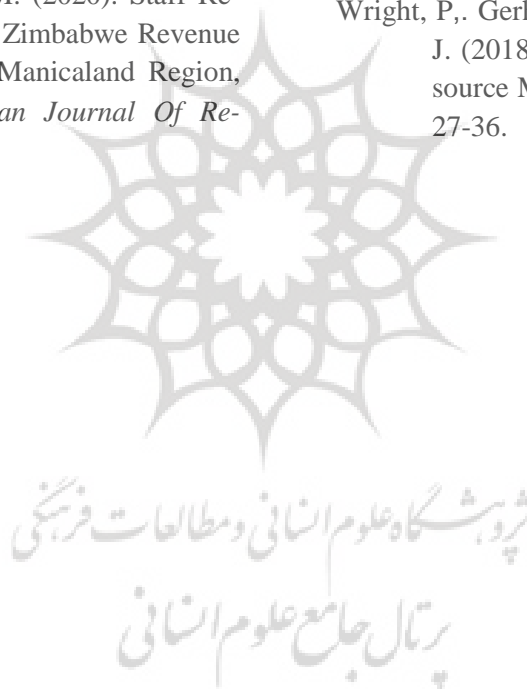 M. (2020). Staff Re-
Zimbabwe Revenue
Manicaland Region,
an Journal Of Re-
Wright, P,. Gerh
J. (2018
source M
27-36.
پژوهشگاه علوم انسانی و مطالعات فرهنگی
پرتال جامع علوم انسانی